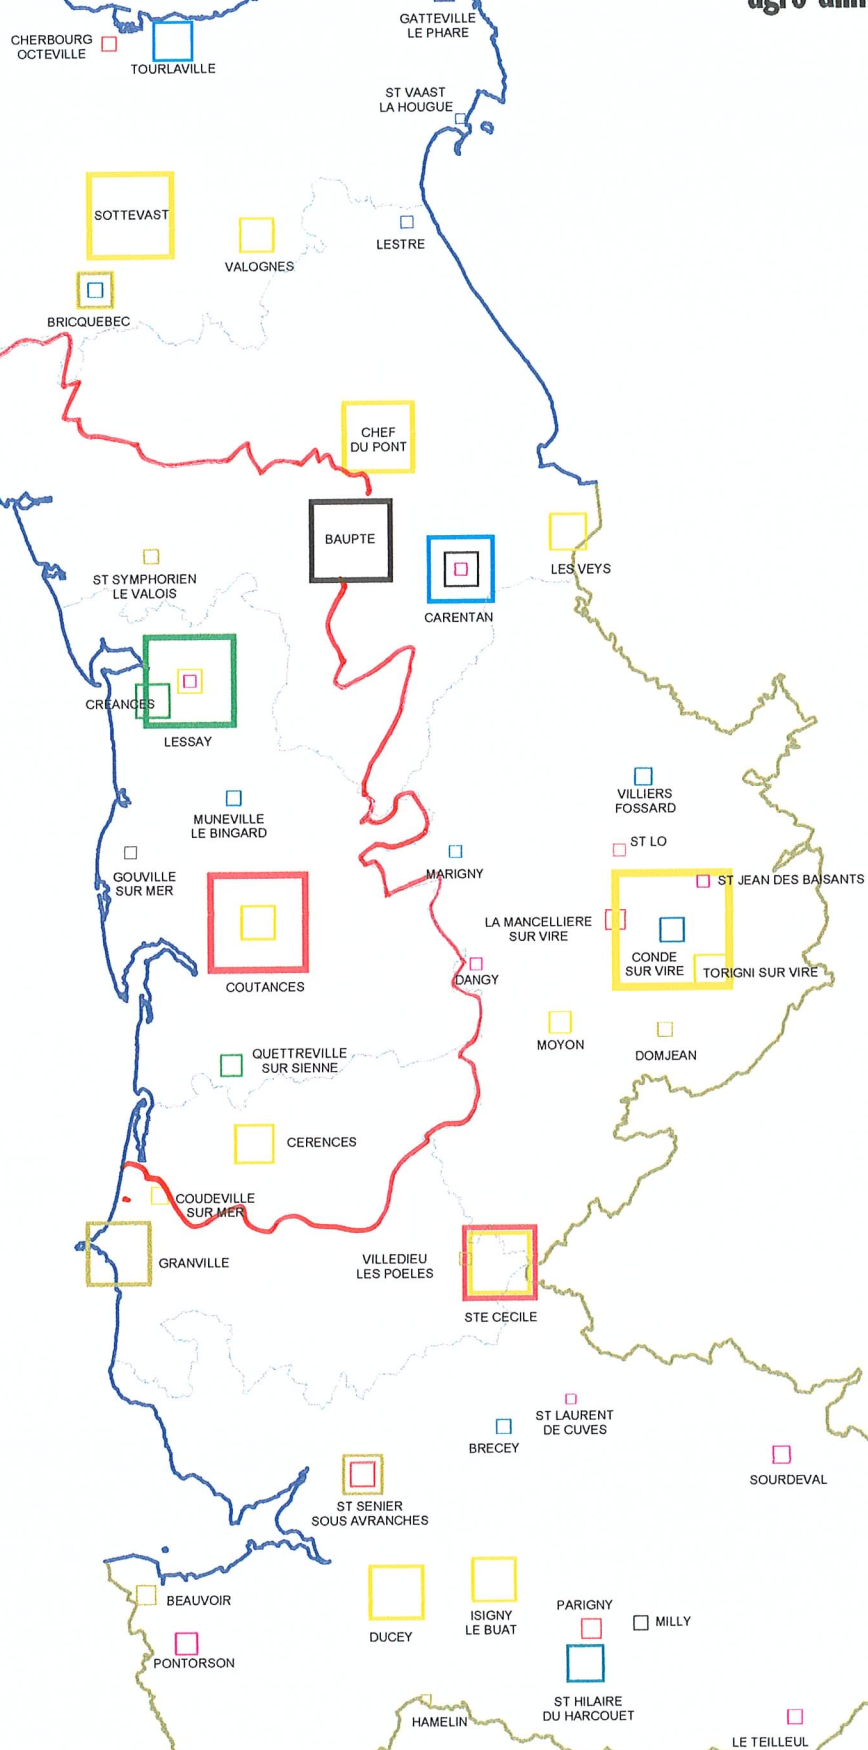 GATTEVILLE
LE PHARE
CHERBOURG
OCTEVILLE
TOURLAVILLE
ST VAAST
LA HOUGUE
SOTTEVAST
VALOGNES
LESTRE
BRICQUEBEC
CHEF
DU PONT
BAUPTE
ST SYMPHORIEN
LE VALOIS
LES VEYS
CARENTAN
CREANCES
LESSAY
MUNEVILLE
LE BINGARD
VILLIERS
FOSSARD
ST LO
GOUVILLE
SUR MER
MARIGNY
ST JEAN DES BAISANTS
LA MANCELLIERE
SUR VIRE
CONDE
SUR VIRE
TORIGNI SUR VIRE
COUTANCES
DANGY
MOYON
DOMJEAN
QUETTREVILLE
SUR SIENNE
CERENCES
COUDEVILLE
SUR MER
GRANVILLE
VILLEDIEU
LES POELES
STE CECILE
ST LAURENT
DE CUVES
BRECEY
SOURDEVAL
ST SENIER
SOUS AVRANCHES
BEAUVOIR
PONTORSON
DUCEY
ISIGNY
LE BUAT
PARIGNY
MILLY
ST HILAIRE
DU HARCOUET
HAMELIN
LE TEILLEUL